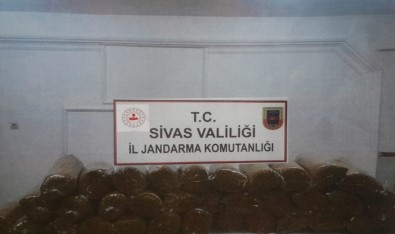 T.C.
SİVAS VALİLİĞİ
İL JANDARMA KOMUTANLIĞI